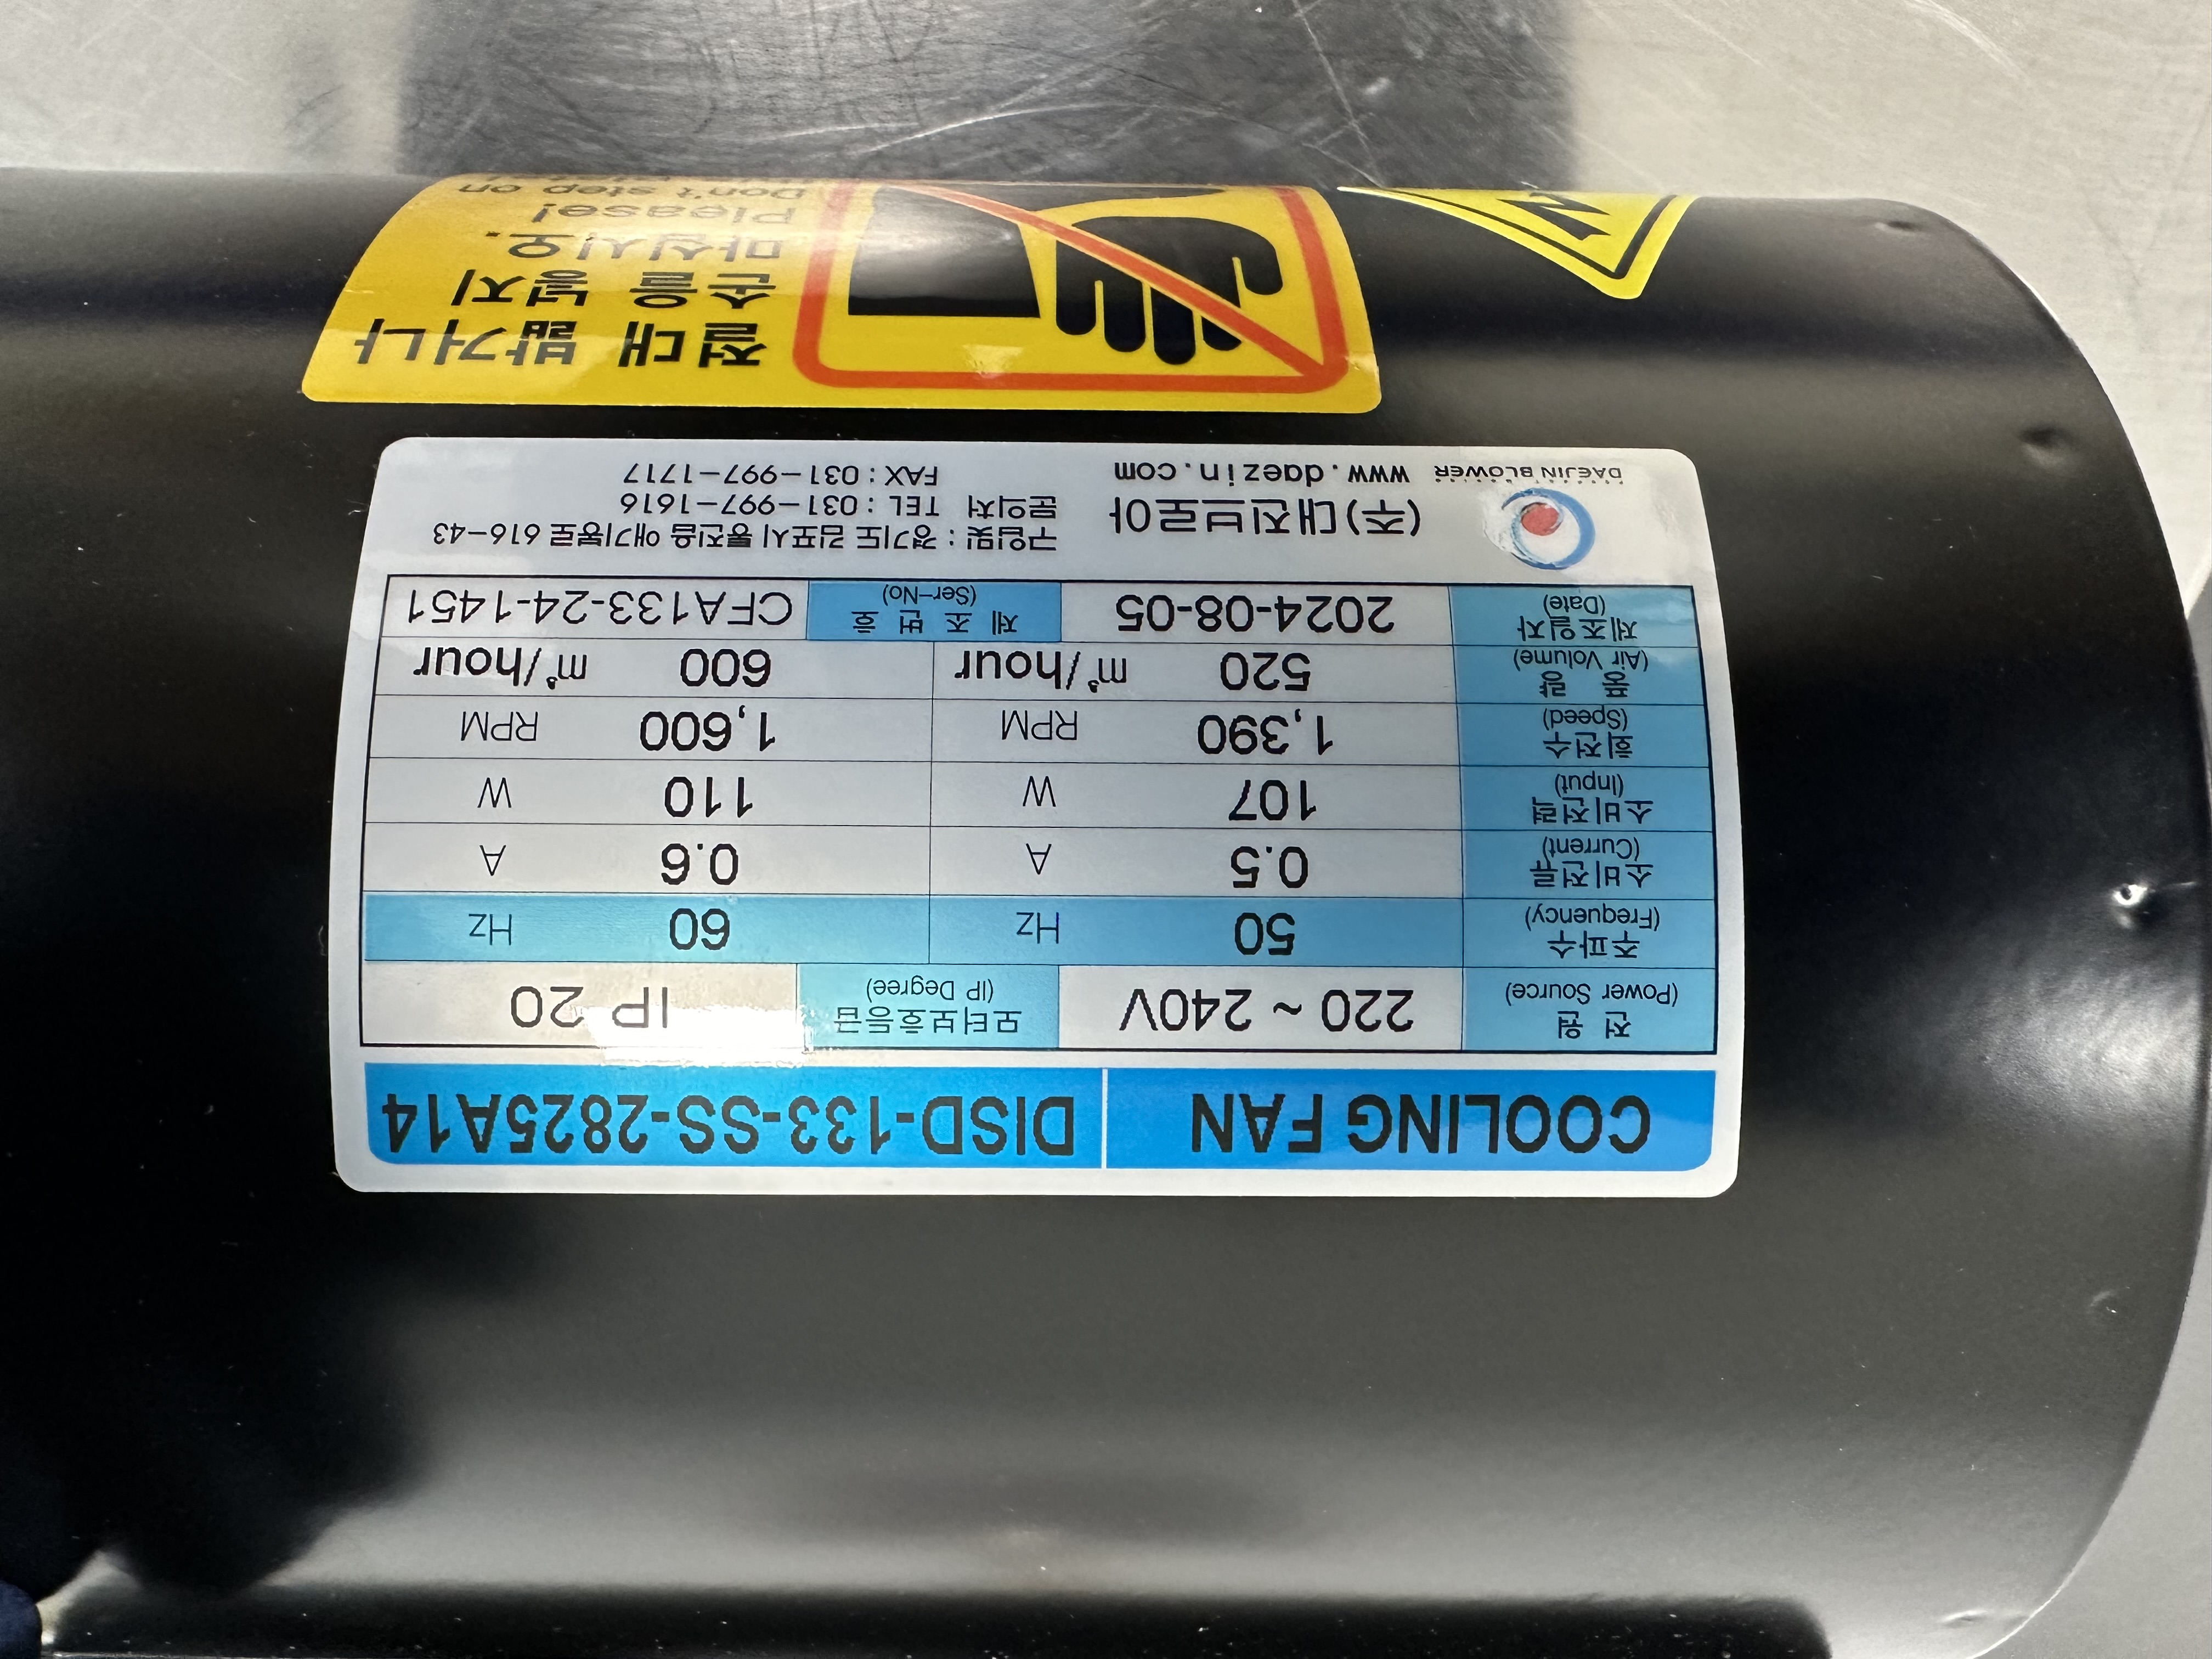 COOLING FAN DISD-133-SS-2825A14
전 원 (Power Source) 220 ~ 240V 모터보호등급 (IP Degree) IP 20
주파수 (Frequency) 50 Hz 60 Hz
소비전류 (Current) 0.5 A 0.6 A
소비전력 (Input) 107 W 110 W
회전수 (Speed) 1,390 RPM 1,600 RPM
풍 량 (Air Volume) 520 m³/hour 600 m³/hour
제조일자 (Date) 2024-08-05 제 조 번 호 (Ser-No) CFA133-24-1451
DAEJIN BLOWER
(주)대진브로아
www.daezin.com
구입및 : 경기도 김포시 통진읍 애기봉로 616-43
문의처 TEL : 031-997-1616
FAX : 031-997-1717
절대 밟거나
손을 넣지
마십시오.
Please!
Don't step on